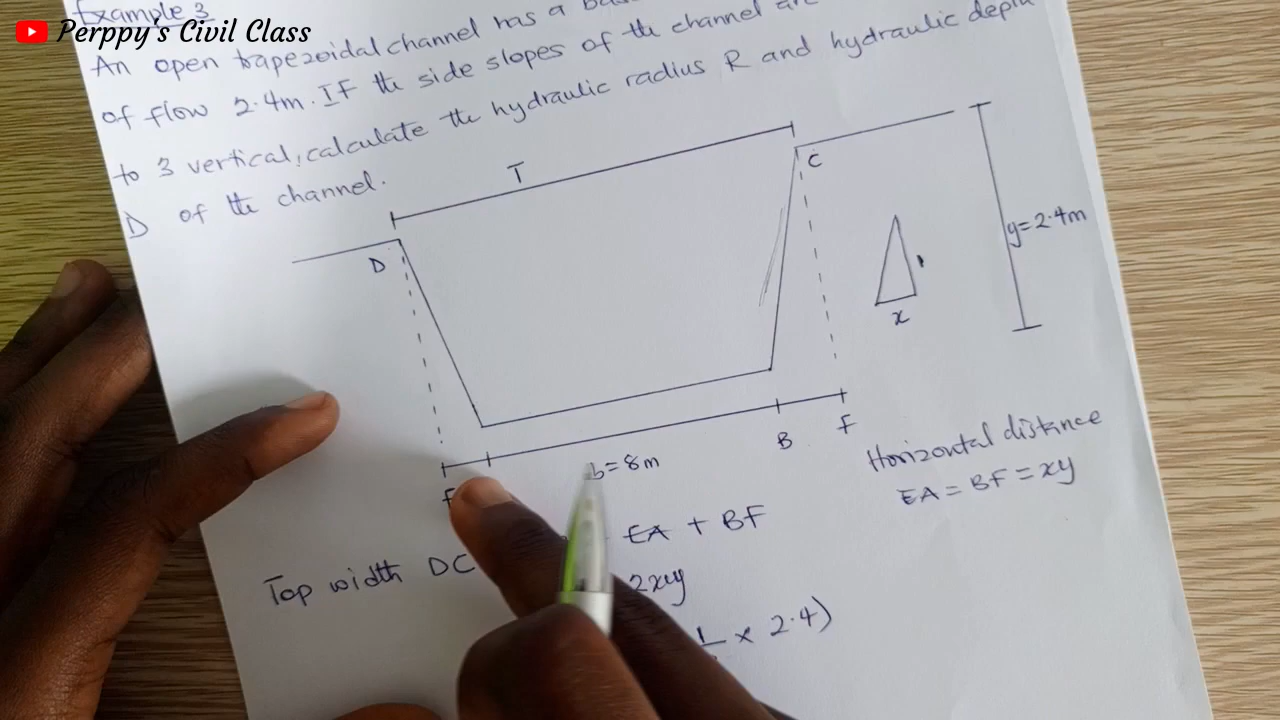 Example 3
Perppy's Civil Class
An open trapezoidal channel has a
of flow 2.4m. IF the side slopes of the channel
to 3 vertical, calculate the hydraulic radius R and hydraulic depth
D of the channel.
T
C
D
y=2.4m
x
b=8m
B
F
Horizontal distance
EA = BF = xy
EA + BF
Top width DC
2xy
× 2.4)